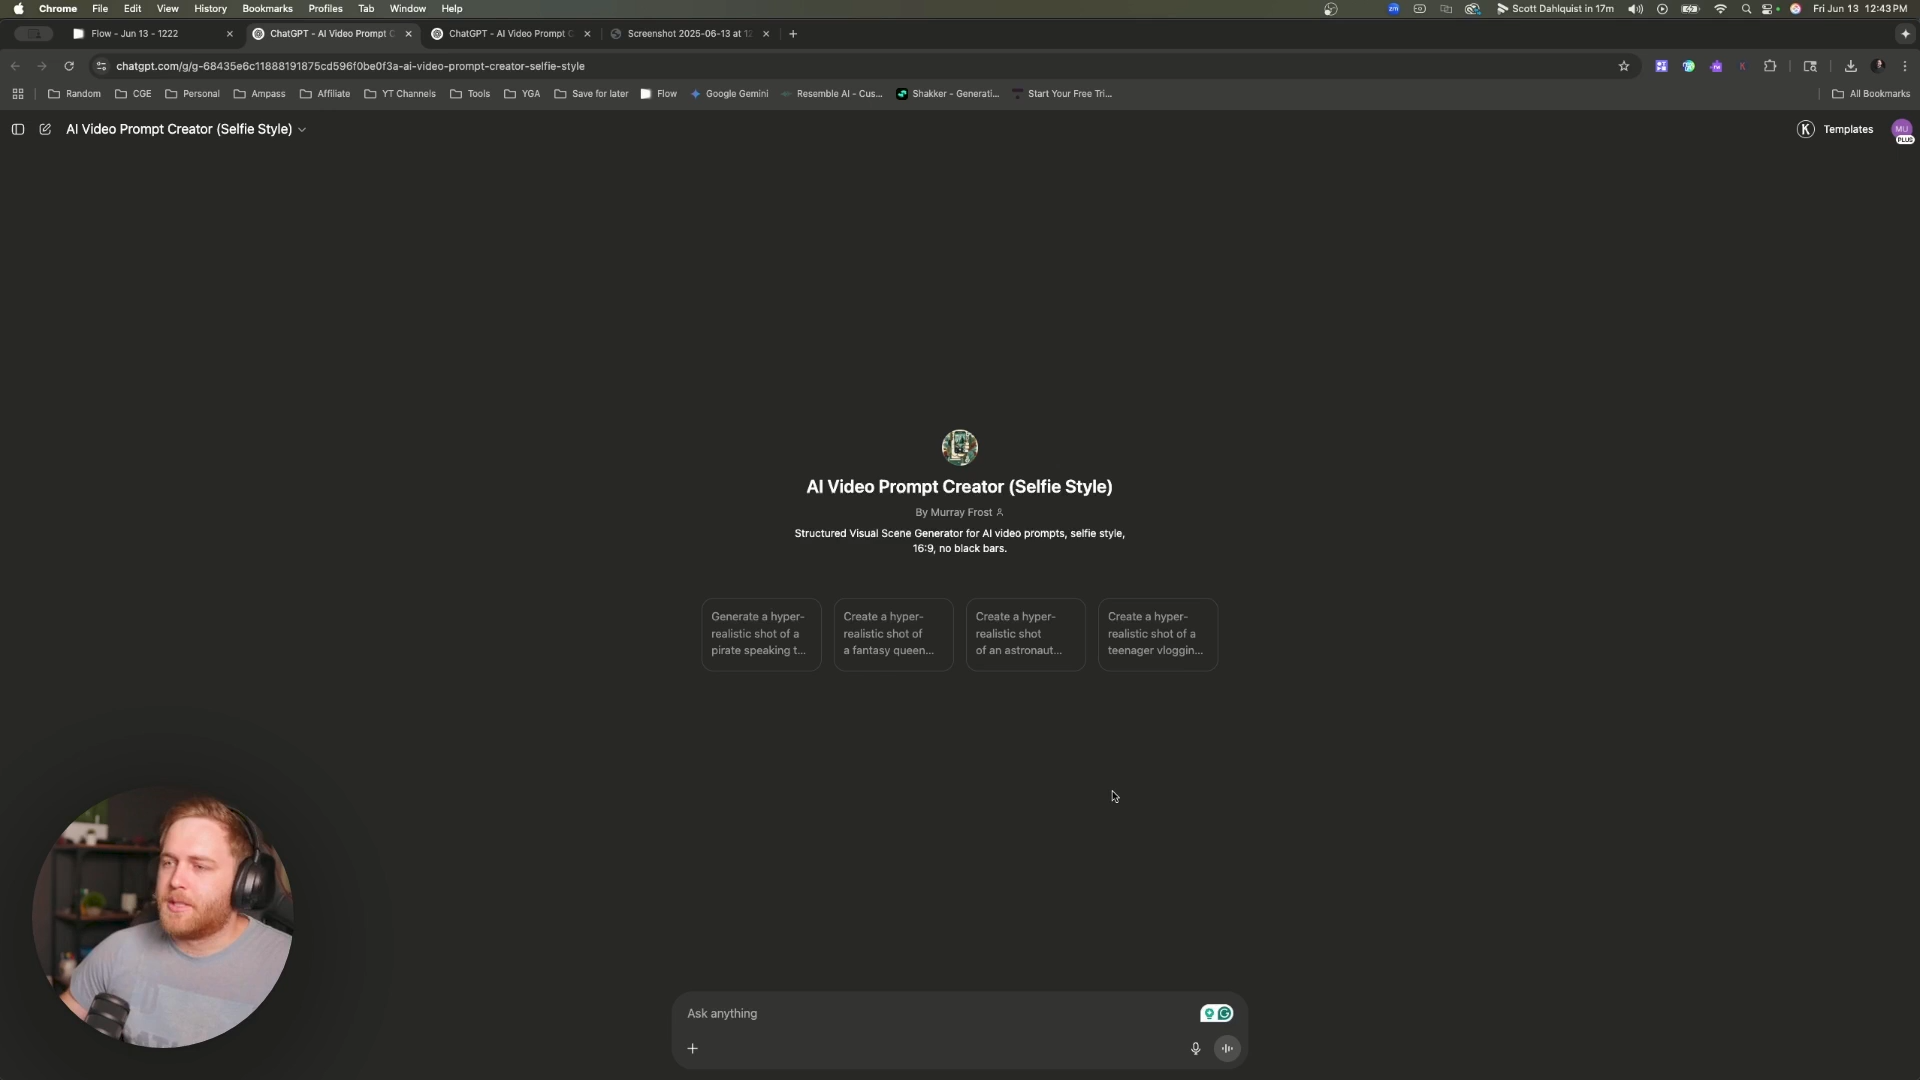 Chrome File Edit View History Bookmarks Profiles Tab Window Help
zm Scott Dahlquist in 17m Fri Jun 13 12:43 PM
Flow - Jun 13 - 1222
ChatGPT - AI Video Prompt C
ChatGPT - AI Video Prompt C
Screenshot 2025-06-13 at 12
chatgpt.com/g/g-68435e6c11888191875cd596f0be0f3a-ai-video-prompt-creator-selfie-style
Random CGE Personal Ampass Affiliate YT Channels Tools YGA Save for later Flow Google Gemini Resemble AI - Cus... Shakker - Generati... Start Your Free Tri... All Bookmarks
AI Video Prompt Creator (Selfie Style)
K Templates
MU
PLUS
AI Video Prompt Creator (Selfie Style)
By Murray Frost
Structured Visual Scene Generator for AI video prompts, selfie style,
16:9, no black bars.
Generate a hyper-
realistic shot of a
pirate speaking t...
Create a hyper-
realistic shot of
a fantasy queen...
Create a hyper-
realistic shot
of an astronaut...
Create a hyper-
realistic shot of a
teenager vloggin...
Ask anything